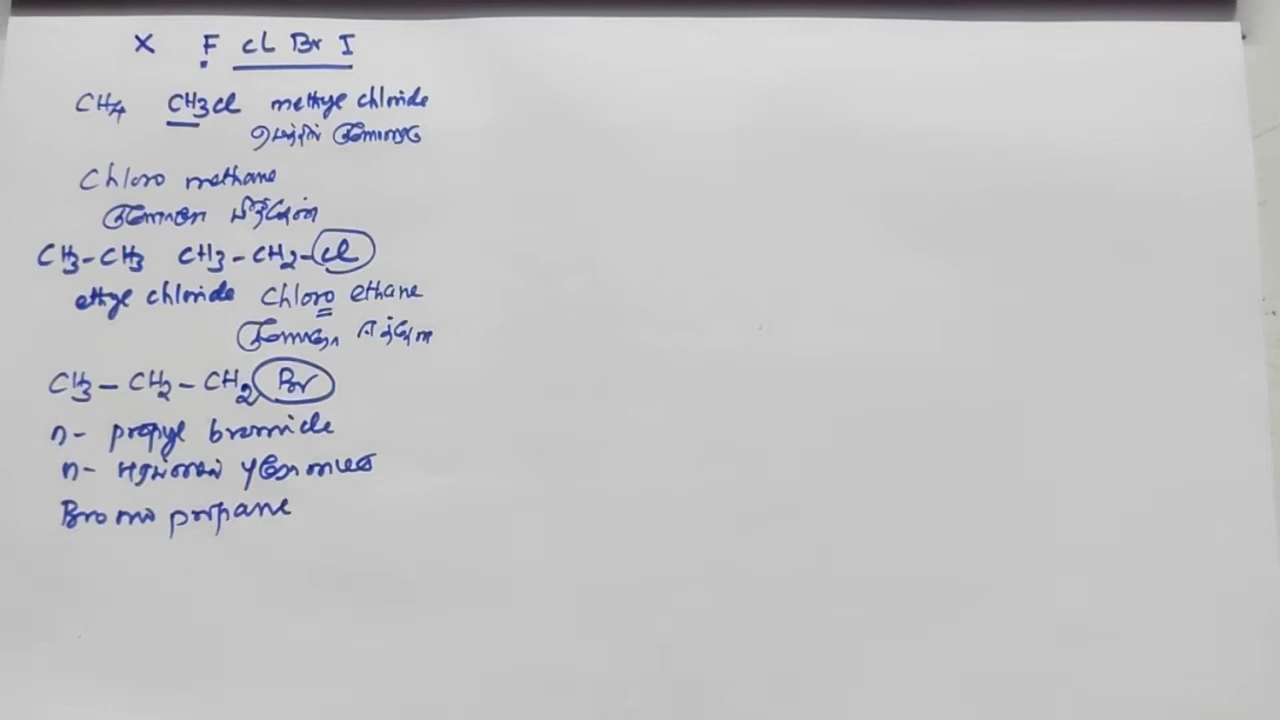 X F Cl Br I
CH4 CH3Cl methyl chloride
மெத்தில் குளோரைடு
Chloro methane
குளோரோ மீத்தேன்
CH3-CH3 CH3-CH2-Cl
ethyl chloride Chloro ethane
குளோரோ ஈத்தேன்
CH3-CH2-CH2 Br
n- propyl bromide
n- புரோமைடு
Bromo propane